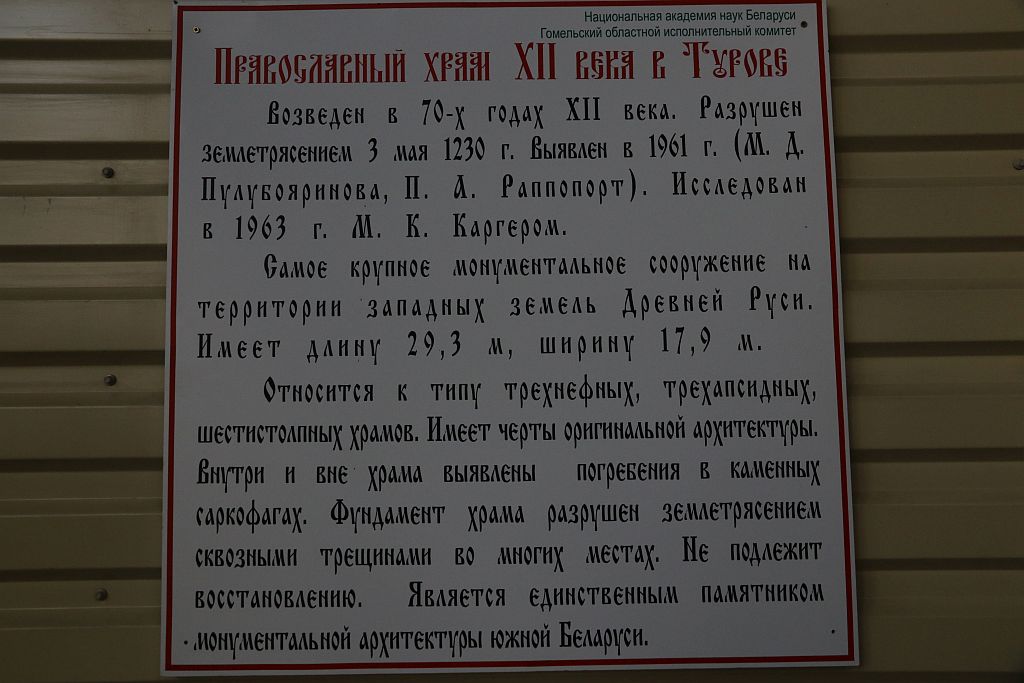 Национальная академия наук Беларуси
Гомельский областной исполнительный комитет
Православный храм XII века в Турове
Возведен в 70-х годах XII века. Разрушен
землетрясением 3 мая 1230 г. Выявлен в 1961 г. (М. Д.
Пулубояринова, П. А. Раппопорт). Исследован
в 1963 г. М. К. Каргером.
Самое крупное монументальное сооружение на
территории западных земель Древней Руси.
Имеет длину 29,3 м, ширину 17,9 м.
Относится к типу трехнефных, трехапсидных,
шестистолпных храмов. Имеет черты оригинальной архитектуры.
Внутри и вне храма выявлены погребения в каменных
саркофагах. Фундамент храма разрушен землетрясением
сквозными трещинами во многих местах. Не подлежит
восстановлению. Является единственным памятником
монументальной архитектуры южной Беларуси.